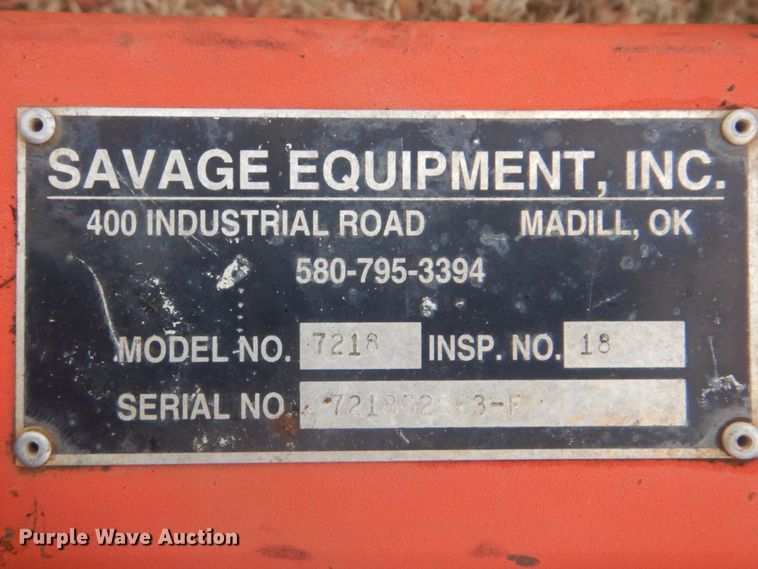 SAVAGE EQUIPMENT, INC.
400 INDUSTRIAL ROAD MADILL, OK
580-795-3394
MODEL NO. 7218 INSP. NO. 18
SERIAL NO
Purple Wave Auction